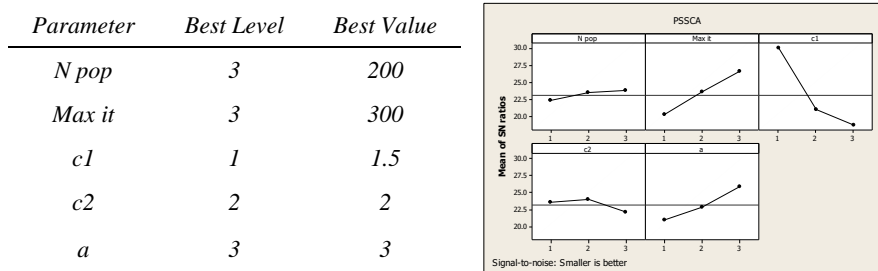 Parameter Best Level Best Value
N pop 3 200
Max it 3 300
c1 1 1.5
c2 2 2
a 3 3
PSSCA
N pop Max it c1
30.0
27.5
25.0
22.5
20.0
1 2 3 1 2 3 1 2 3
c2 a
30.0
27.5
25.0
22.5
20.0
1 2 3 1 2 3
Mean of SN ratios
Signal-to-noise: Smaller is better